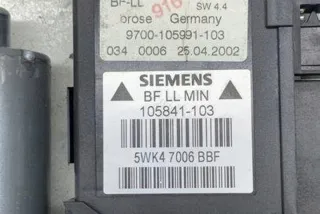 BF-LL
916
SW 4.4
brose Germany
9700-105991-103
034 0006 25.04.2002
SIEMENS
BF LL MIN
105841-103
5WK4 7006 BBF